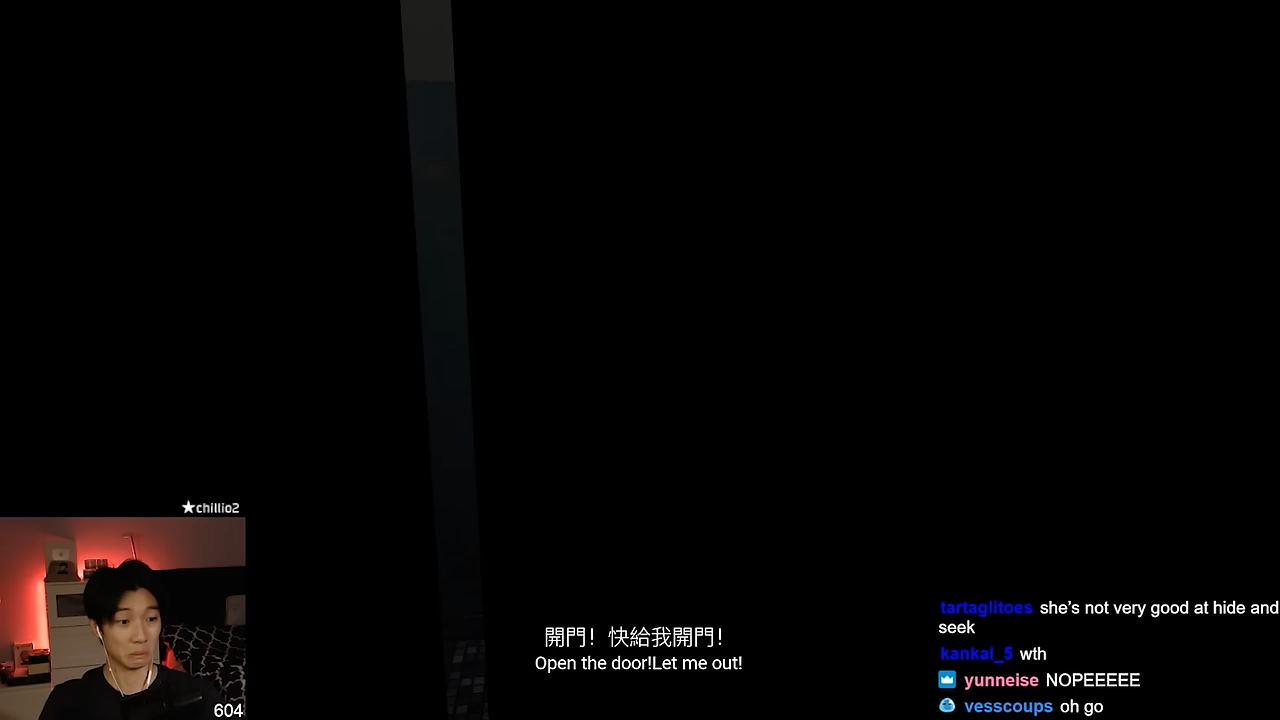 ★chillio2
604
開門！快給我開門！
Open the door!Let me out!
tartaglitoes she's not very good at hide and
seek
kankai_5 wth
yunneise NOPEEEEE
vesscoups oh go